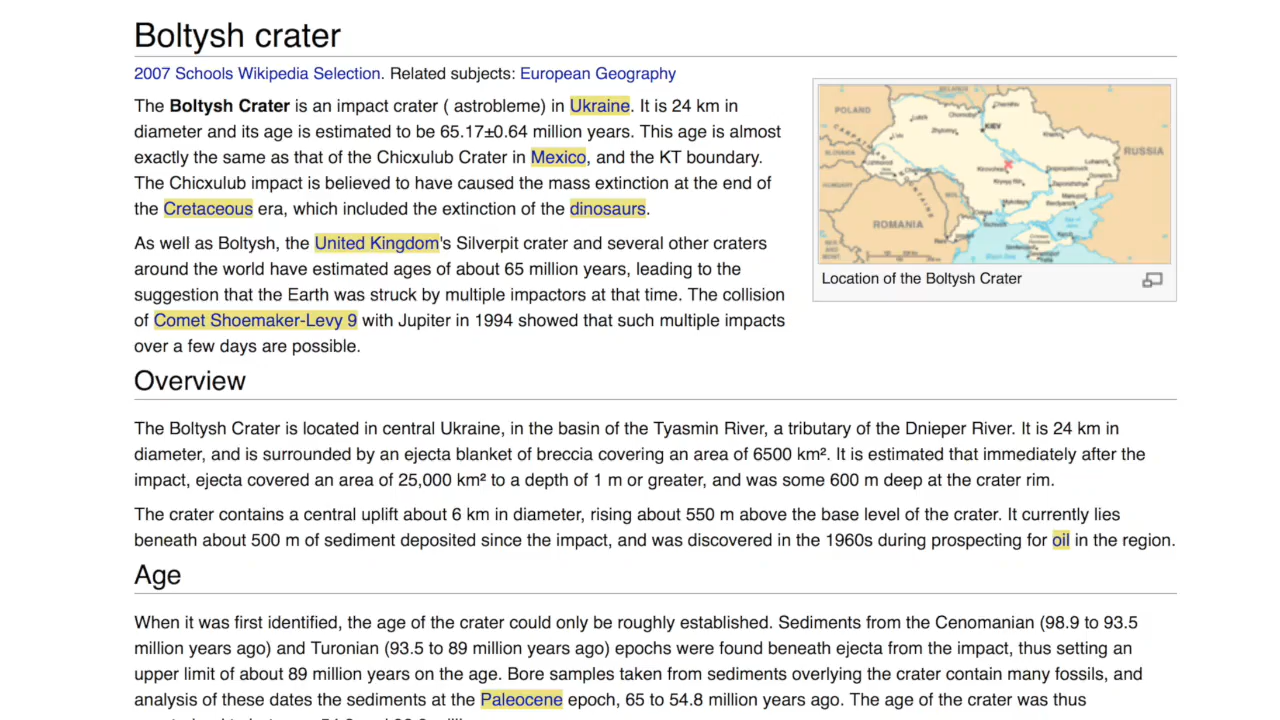 Boltysh crater
2007 Schools Wikipedia Selection. Related subjects: European Geography
The Boltysh Crater is an impact crater ( astrobleme) in Ukraine. It is 24 km in
diameter and its age is estimated to be 65.17±0.64 million years. This age is almost
exactly the same as that of the Chicxulub Crater in Mexico, and the KT boundary.
The Chicxulub impact is believed to have caused the mass extinction at the end of
the Cretaceous era, which included the extinction of the dinosaurs.
POLAND
RUSSIA
KIEV
ROMANIA
Location of the Boltysh Crater
As well as Boltysh, the United Kingdom's Silverpit crater and several other craters
around the world have estimated ages of about 65 million years, leading to the
suggestion that the Earth was struck by multiple impactors at that time. The collision
of Comet Shoemaker-Levy 9 with Jupiter in 1994 showed that such multiple impacts
over a few days are possible.
Overview
The Boltysh Crater is located in central Ukraine, in the basin of the Tyasmin River, a tributary of the Dnieper River. It is 24 km in
diameter, and is surrounded by an ejecta blanket of breccia covering an area of 6500 km². It is estimated that immediately after the
impact, ejecta covered an area of 25,000 km² to a depth of 1 m or greater, and was some 600 m deep at the crater rim.
The crater contains a central uplift about 6 km in diameter, rising about 550 m above the base level of the crater. It currently lies
beneath about 500 m of sediment deposited since the impact, and was discovered in the 1960s during prospecting for oil in the region.
Age
When it was first identified, the age of the crater could only be roughly established. Sediments from the Cenomanian (98.9 to 93.5
million years ago) and Turonian (93.5 to 89 million years ago) epochs were found beneath ejecta from the impact, thus setting an
upper limit of about 89 million years on the age. Bore samples taken from sediments overlying the crater contain many fossils, and
analysis of these dates the sediments at the Paleocene epoch, 65 to 54.8 million years ago. The age of the crater was thus